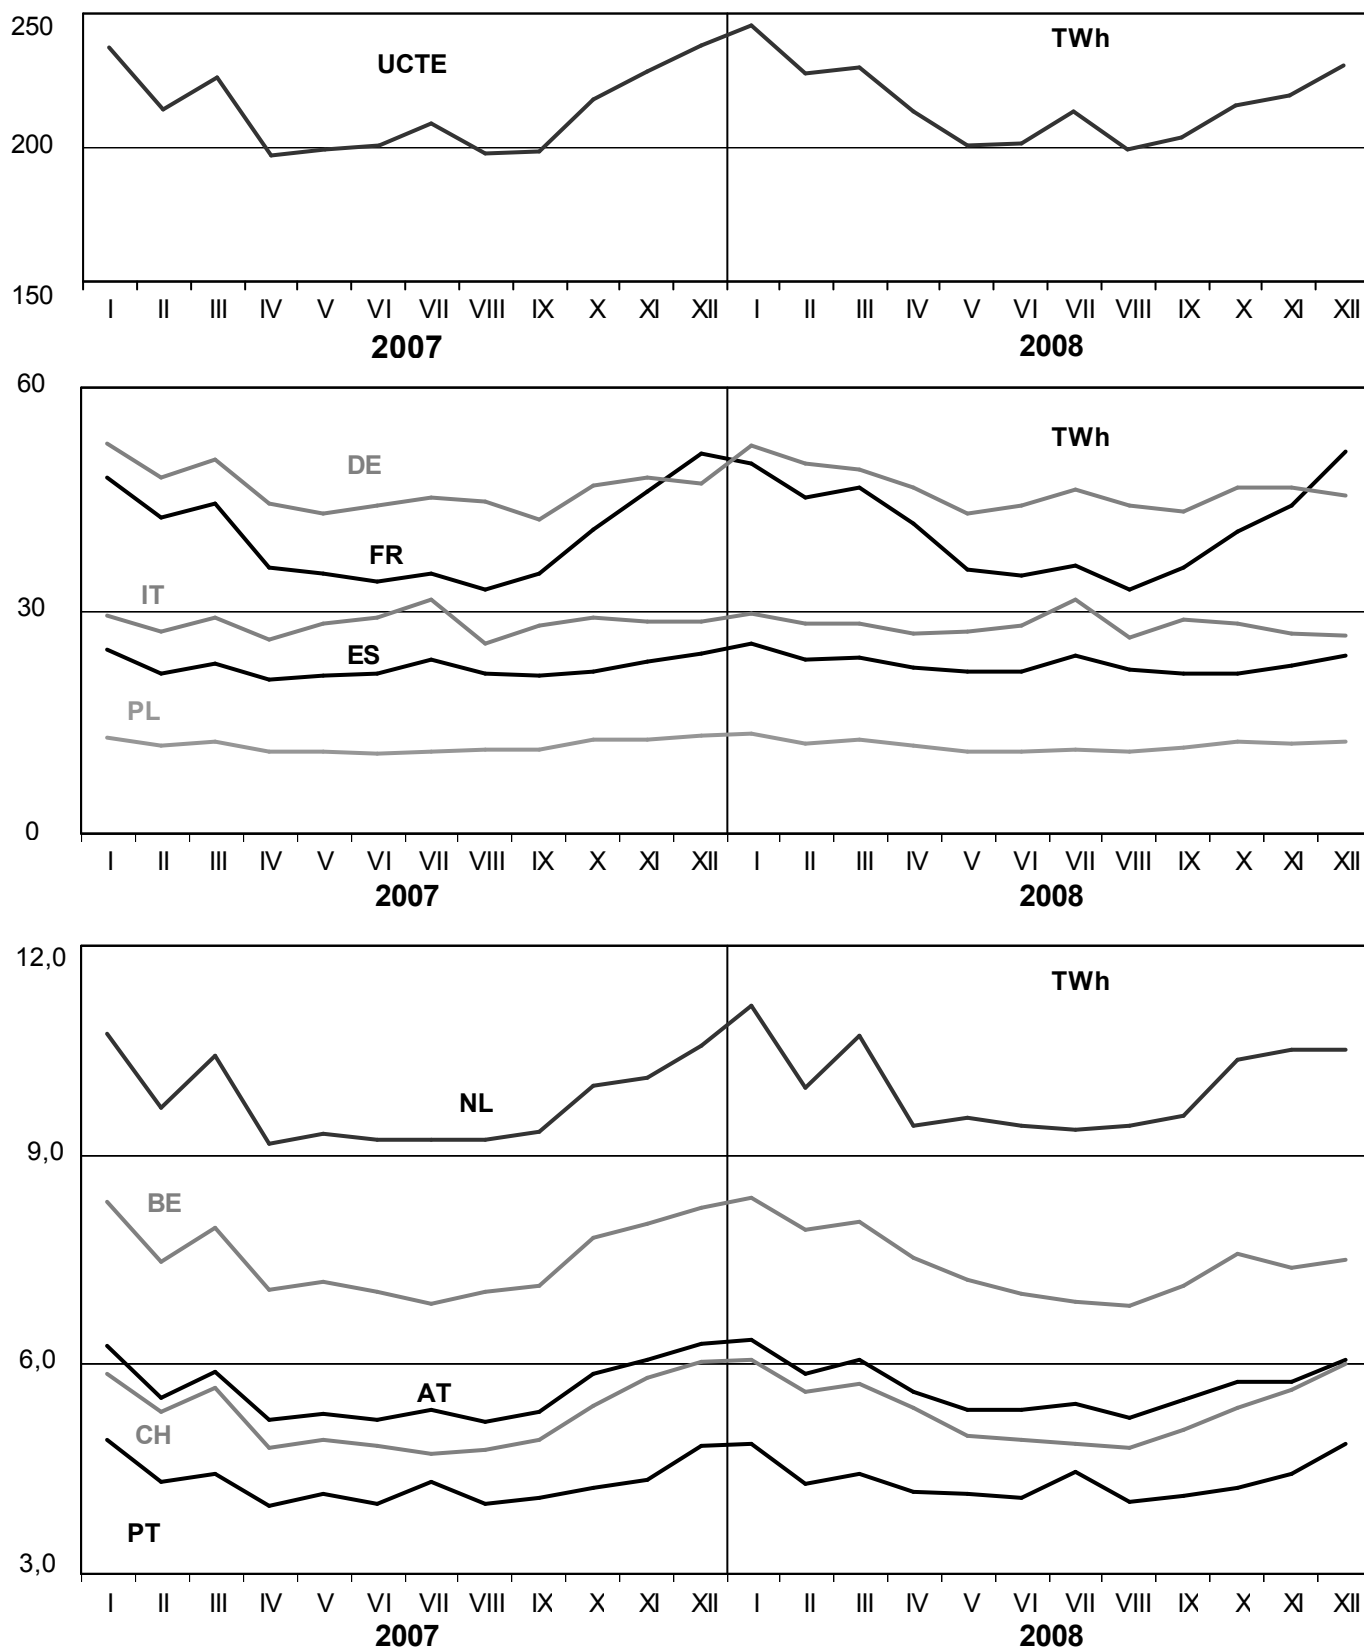 250
UCTE TWh
200
150
I II III IV V VI VII VIII IX X XI XII I II III IV V VI VII VIII IX X XI XII
2007 2008
60
TWh
DE
FR
IT
30
ES
PL
0
I II III IV V VI VII VIII IX X XI XII I II III IV V VI VII VIII IX X XI XII
2007 2008
12,0
TWh
NL
9,0
BE
6,0
AT
CH
PT
3,0
I II III IV V VI VII VIII IX X XI XII I II III IV V VI VII VIII IX X XI XII
2007 2008